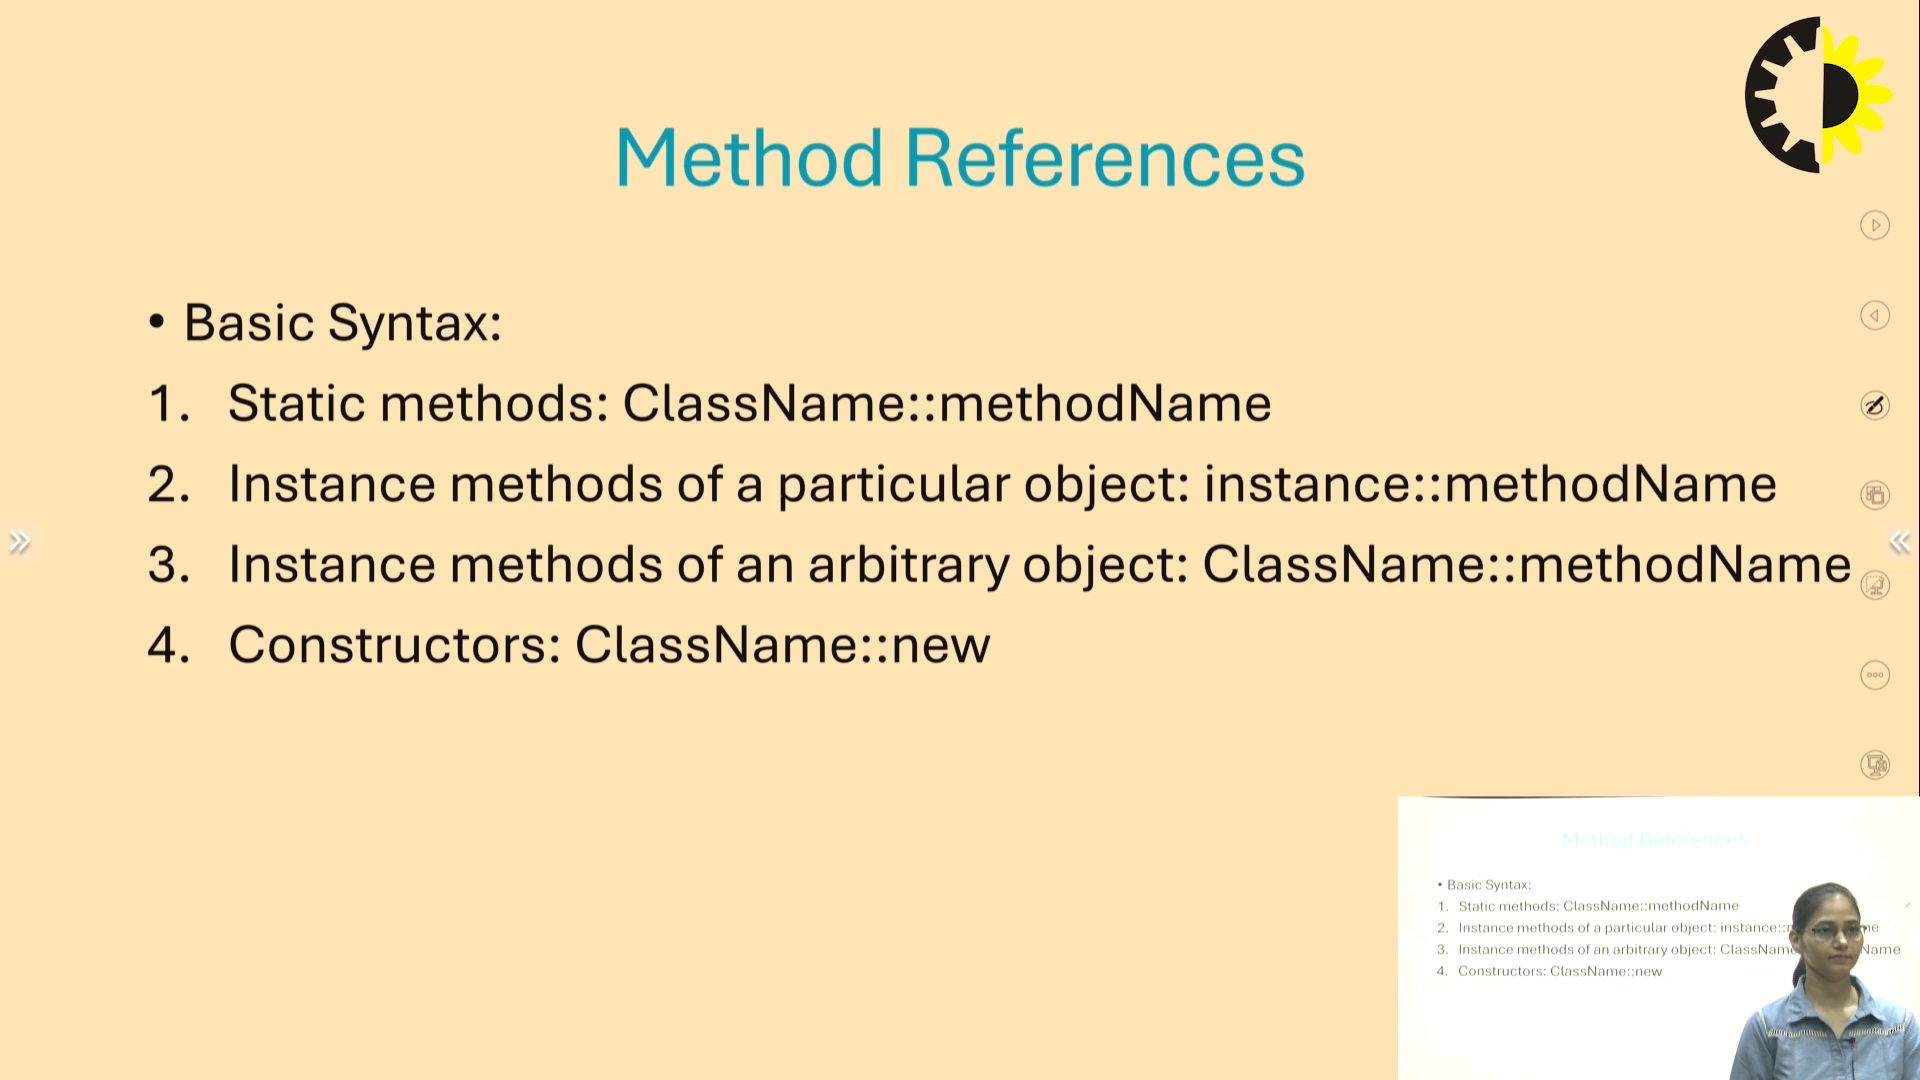 Method References
• Basic Syntax:
1. Static methods: ClassName::methodName
2. Instance methods of a particular object: instance::methodName
3. Instance methods of an arbitrary object: ClassName::methodName
4. Constructors: ClassName::new
Method References
• Basic Syntax:
1. Static methods: ClassName::methodName
2. Instance methods of a particular object: instance::
3. Instance methods of an arbitrary object: ClassName Name
4. Constructors: ClassName::new